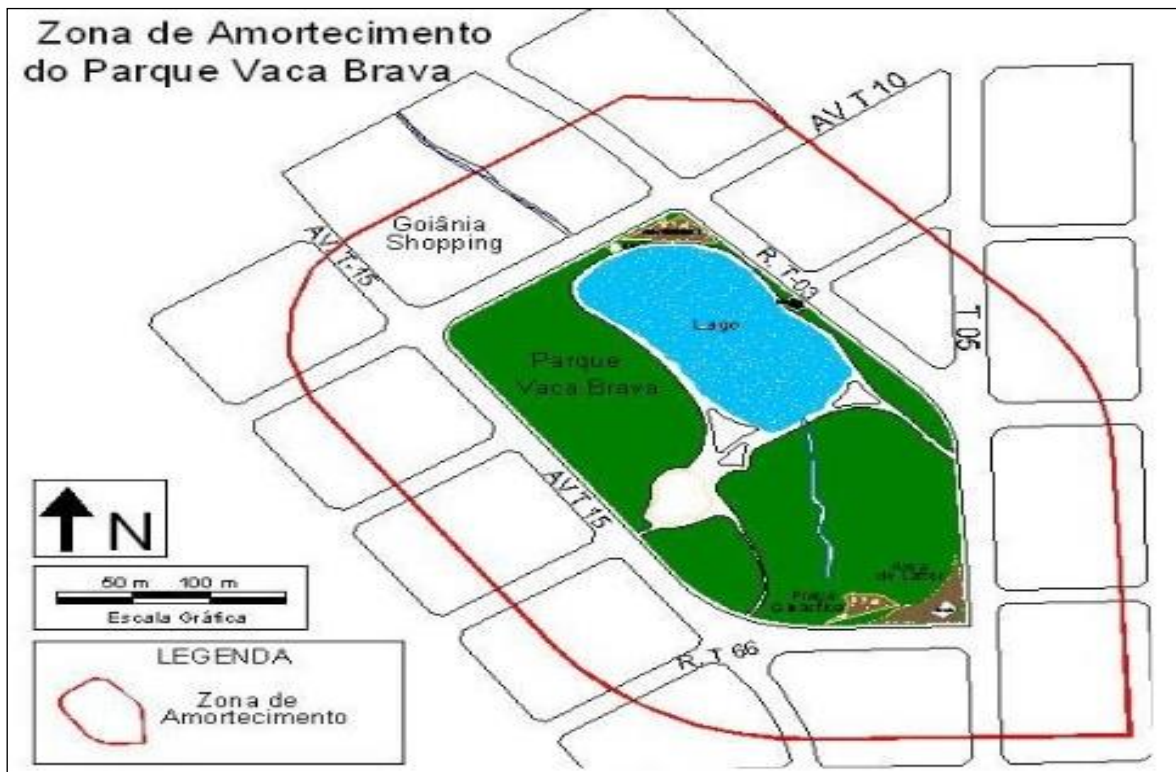 Zona de Amortecimento
do Parque Vaca Brava
AV T 10
Goiânia
Shopping
AV T-15
R. T-03
T 05
Lago
Parque
Vaca Brava
AV T 15
R. T 66
N
50 m 100 m
Escala Gráfica
LEGENDA
Zona de
Amortecimento